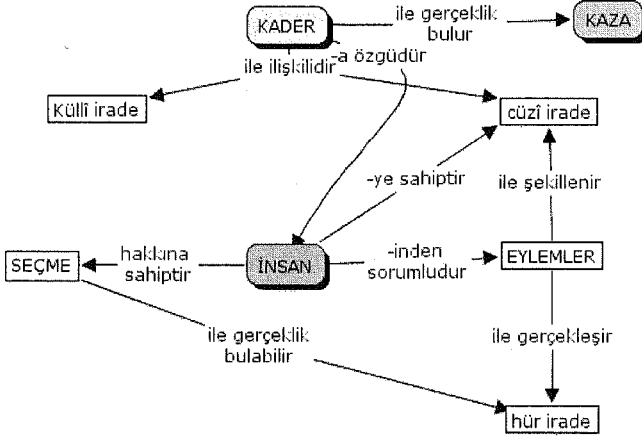 KADER
ile gerçeklik
bulur
KAZA
-a özgüdür
ile ilişkilidir
Küllî irade
cüzî irade
-ye sahiptir
ile şekillenir
SEÇME
hakkına
sahiptir
İNSAN
-inden
sorumludur
EYLEMLER
ile gerçeklik
bulabilir
ile gerçekleşir
hür irade